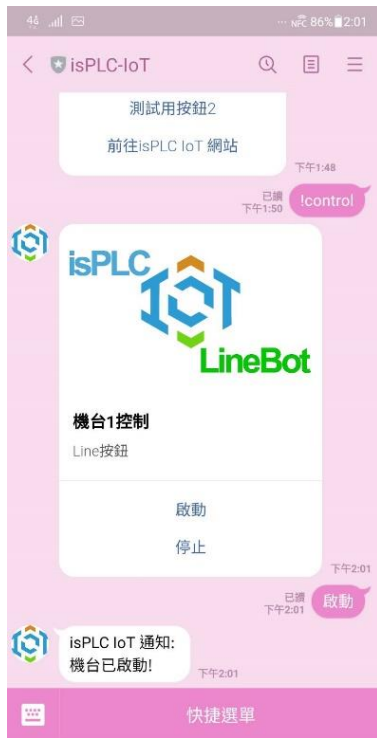 4G
NFC 86% 2:01
isPLC-IoT
測試用按鈕2
前往isPLC IoT 網站
下午1:48
已讀
下午1:50
!control
isPLC
IOT
LineBot
機台1控制
Line按鈕
啟動
停止
下午2:01
已讀
下午2:01
啟動
isPLC IoT 通知:
機台已啟動!
下午2:01
快捷選單